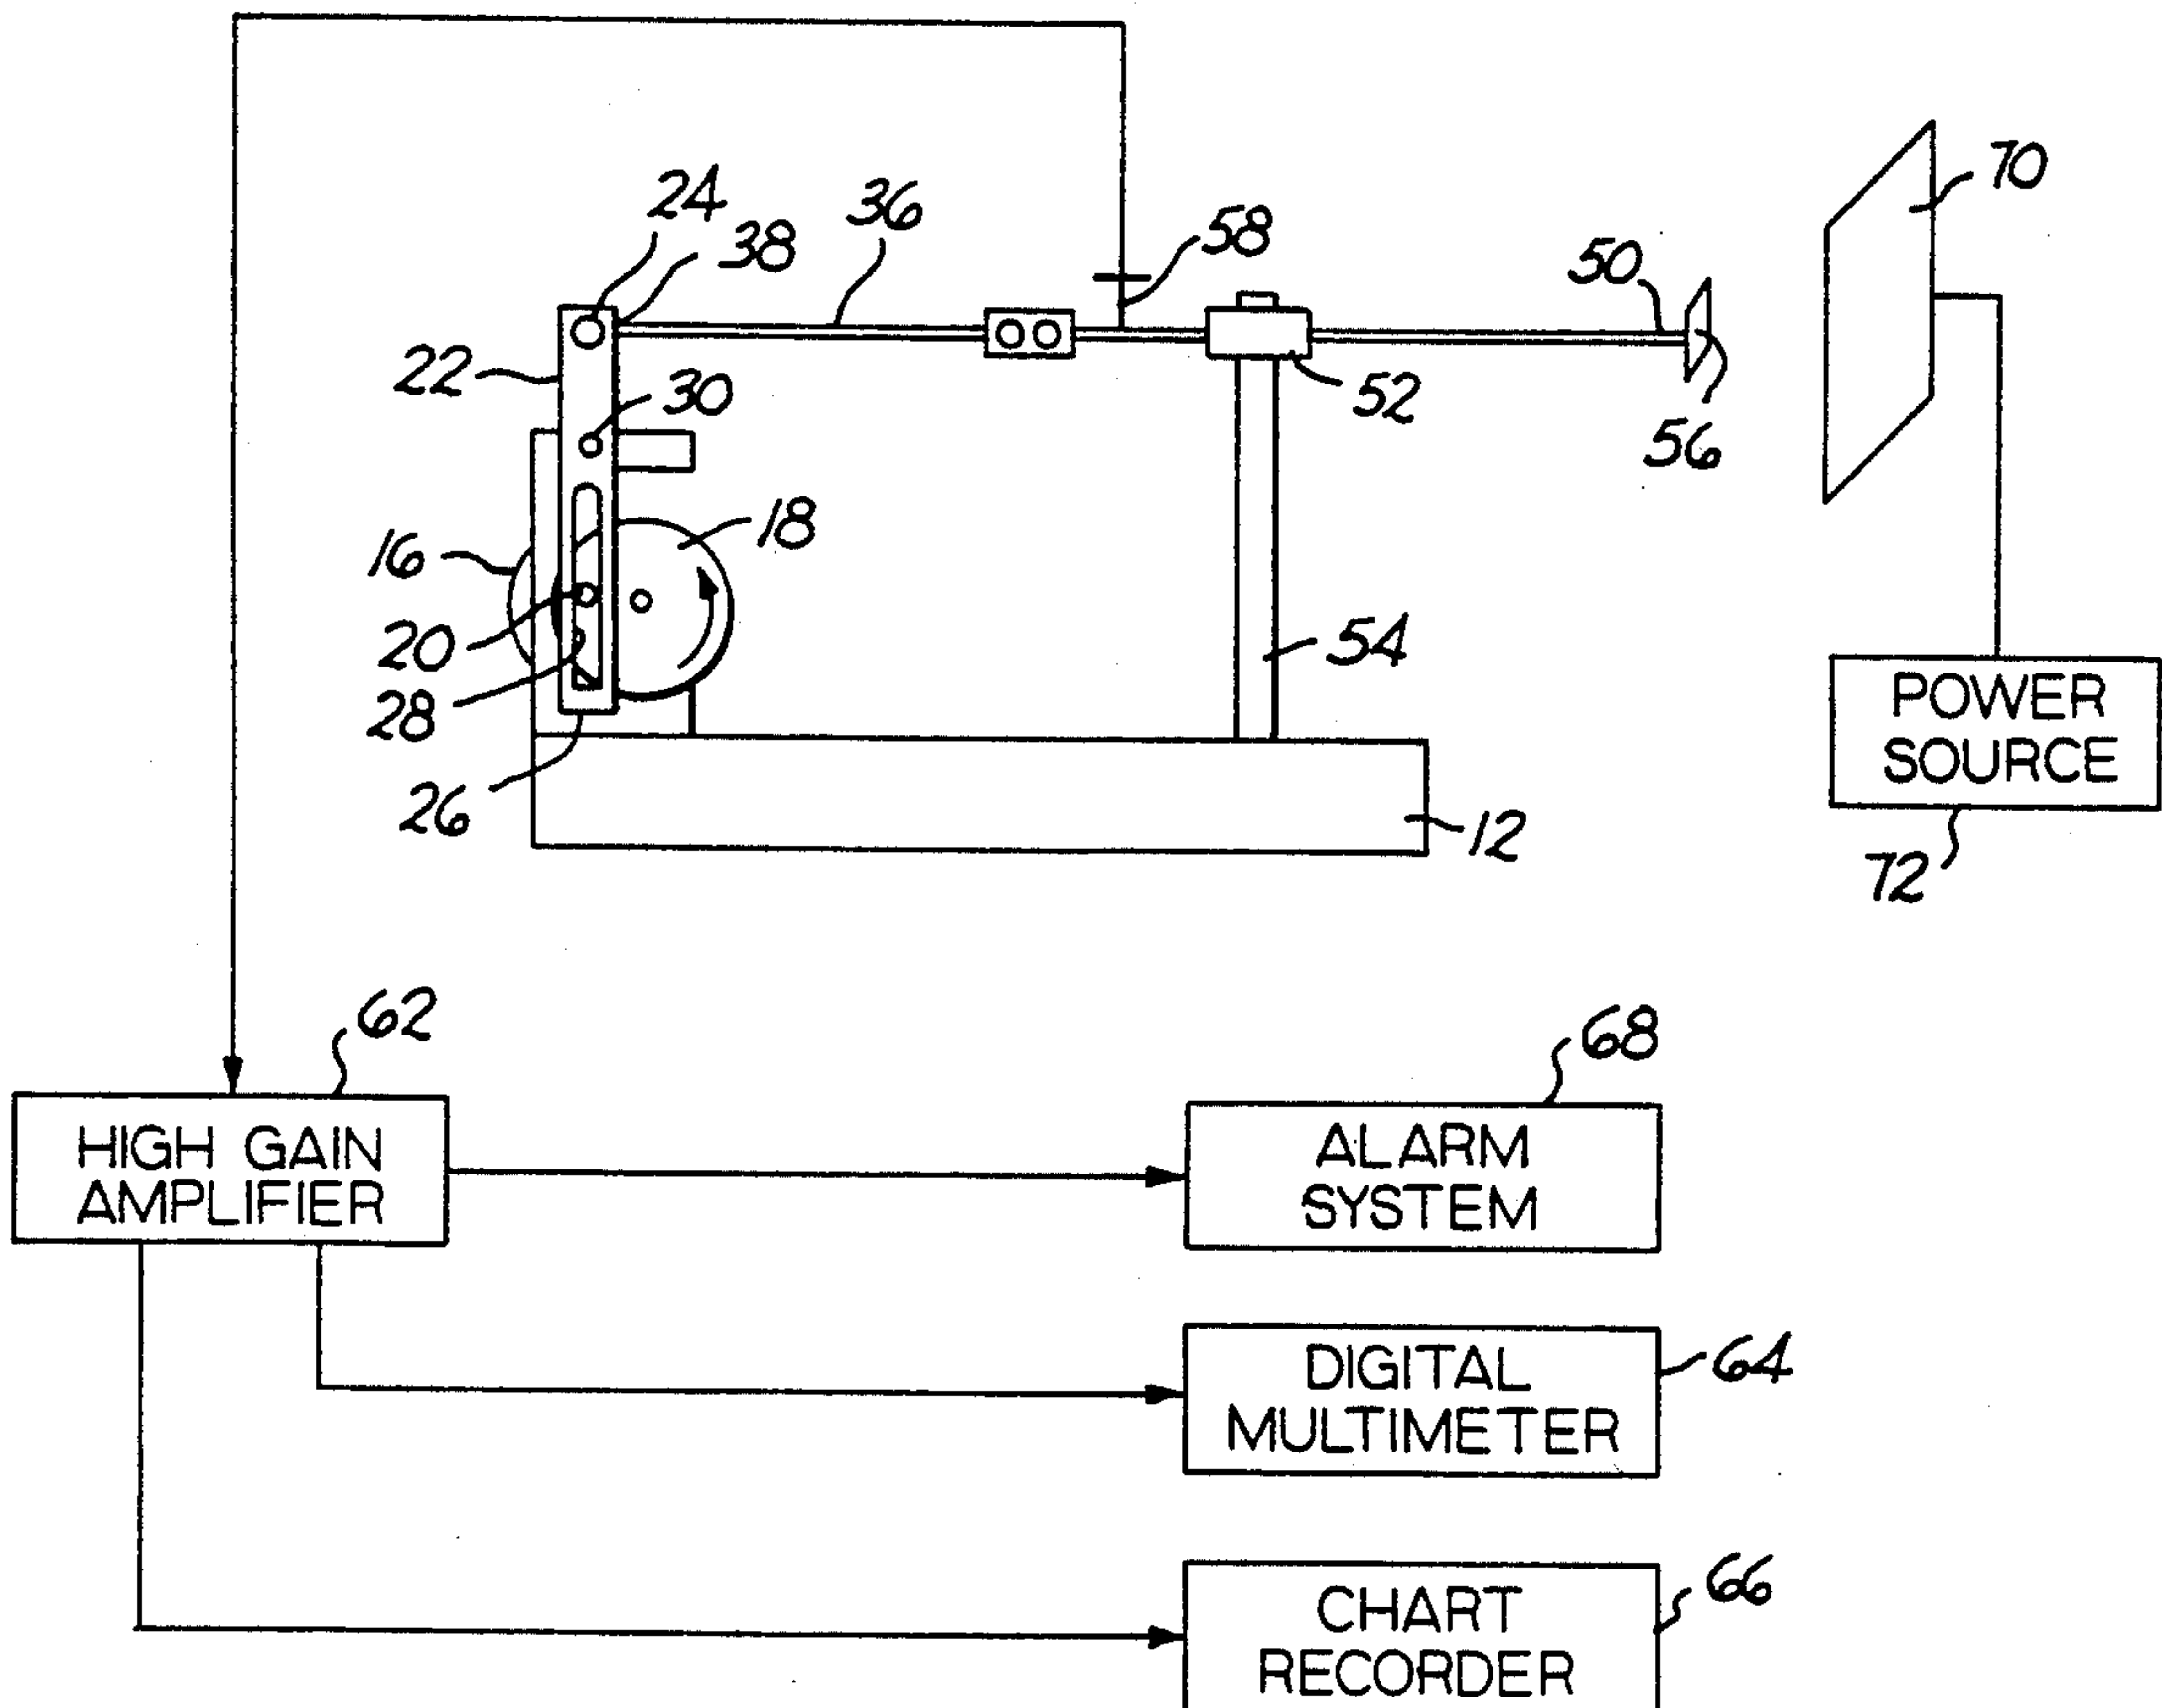 24
38
36
58
50
70
22
30
52
56
16
18
20
54
28
26
12
POWER
SOURCE
72
62
68
HIGH GAIN
AMPLIFIER
ALARM
SYSTEM
DIGITAL
MULTIMETER
64
CHART
RECORDER
66